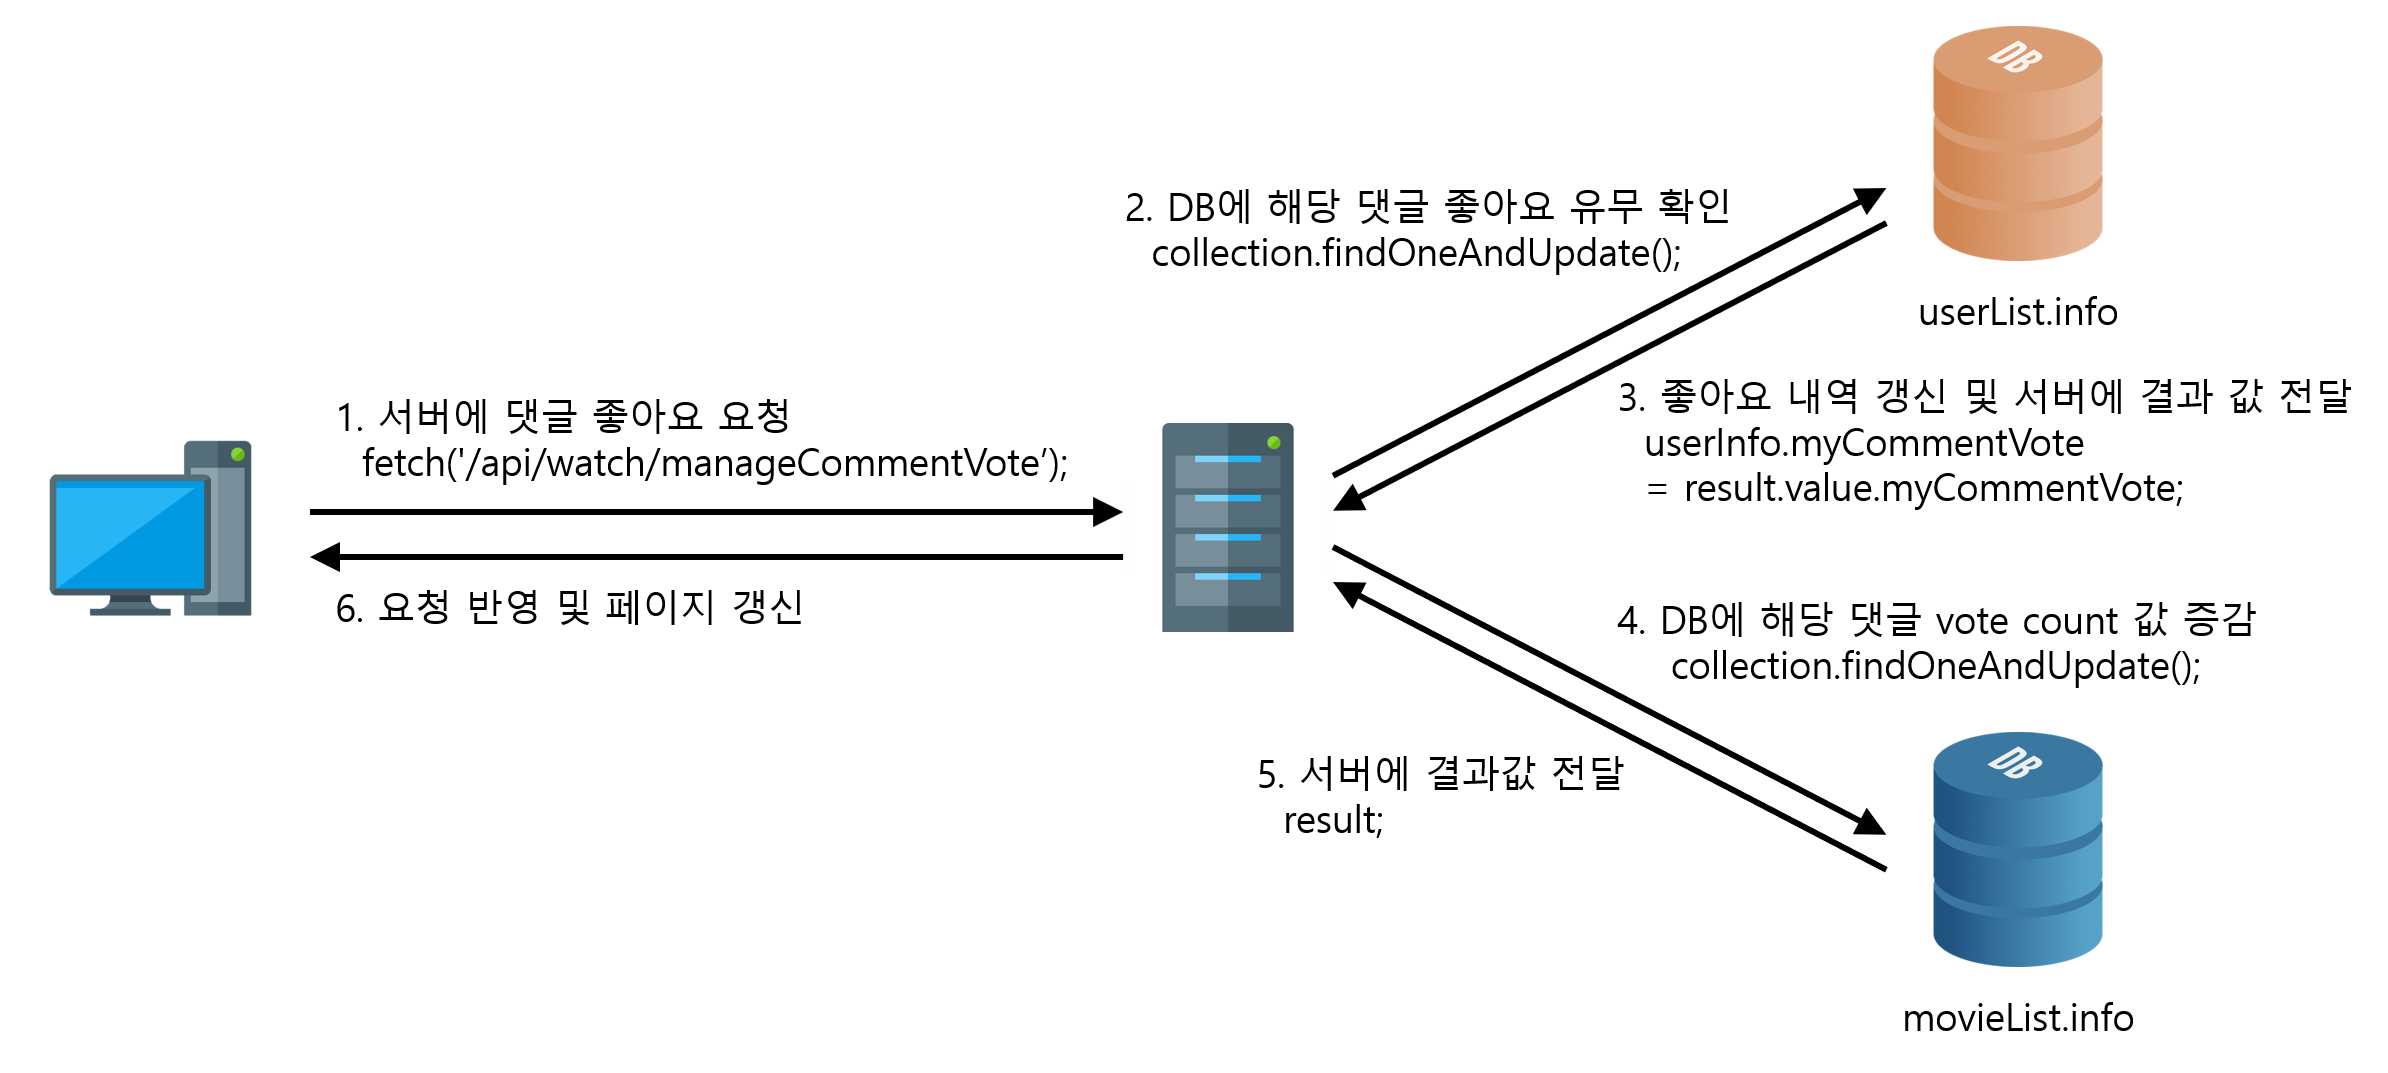 DB
userList.info
2. DB에 해당 댓글 좋아요 유무 확인
collection.findOneAndUpdate();
3. 좋아요 내역 갱신 및 서버에 결과 값 전달
userInfo.myCommentVote
= result.value.myCommentVote;
1. 서버에 댓글 좋아요 요청
fetch('/api/watch/manageCommentVote’);
6. 요청 반영 및 페이지 갱신
4. DB에 해당 댓글 vote count 값 증감
collection.findOneAndUpdate();
5. 서버에 결과값 전달
result;
DB
movieList.info